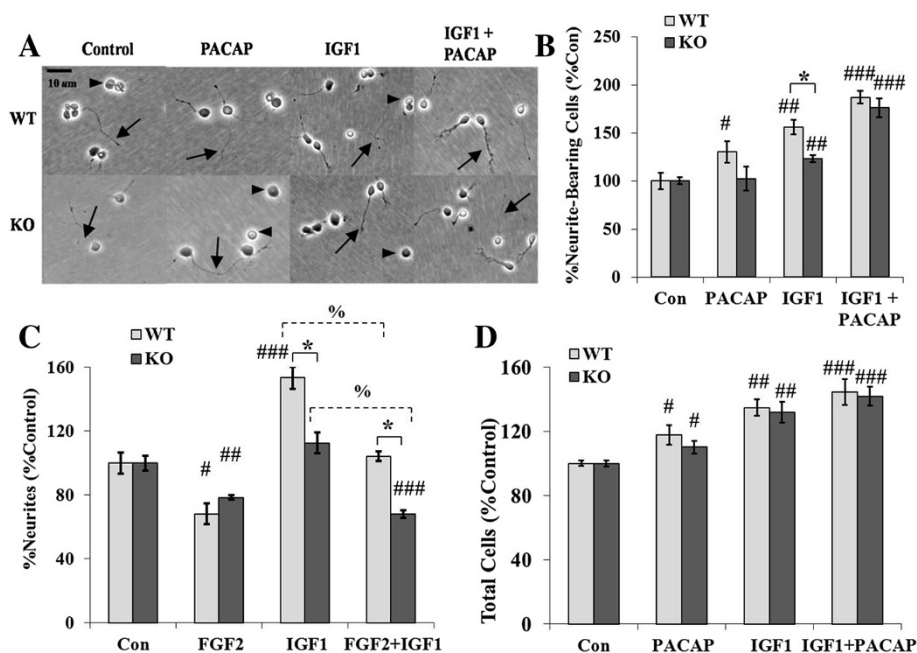 A
Control
PACAP
IGF1
IGF1 +
PACAP
10 um
WT
KO
B
WT
KO
%Neurite-Bearing Cells (%Con)
250
200
150
100
50
0
#
##
*
##
###
###
Con
PACAP
IGF1
IGF1 +
PACAP
C
WT
KO
%Neurites (%Control)
160
120
80
40
0
#
##
###
%
*
%
*
###
Con
FGF2
IGF1
FGF2+IGF1
D
WT
KO
Total Cells (%Control)
160
120
80
40
0
#
#
##
##
###
###
Con
PACAP
IGF1
IGF1+PACAP